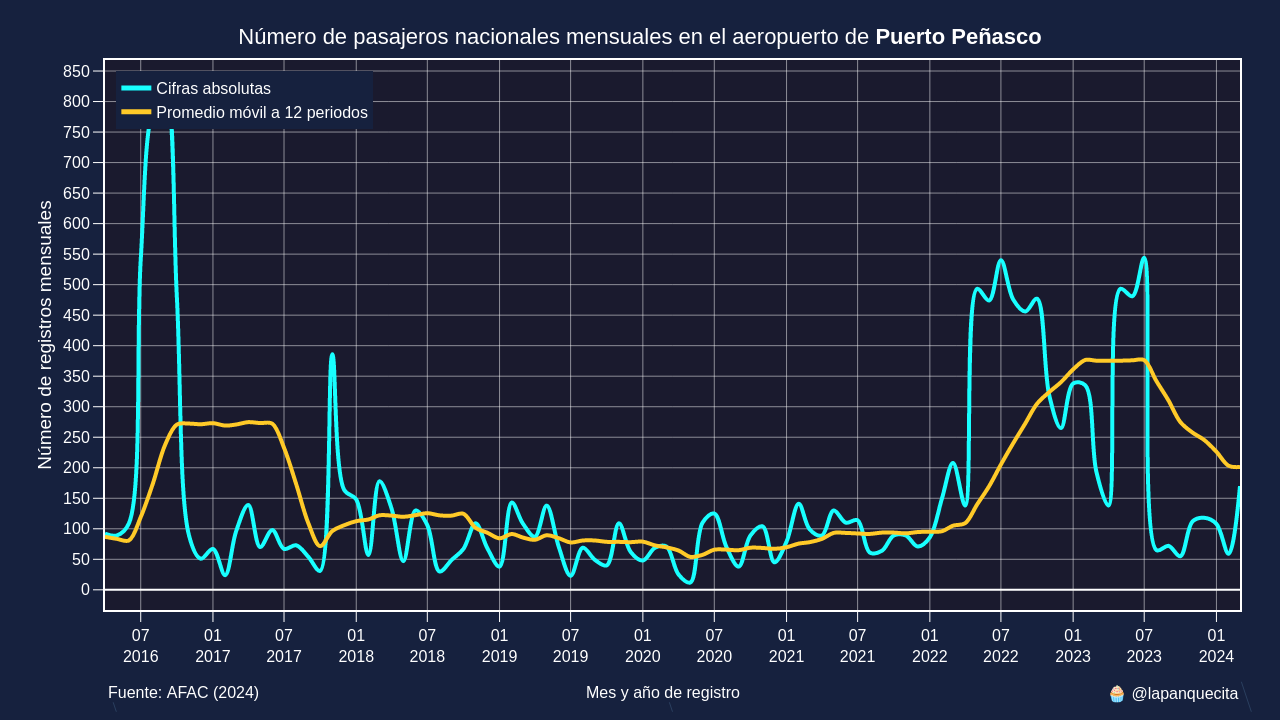 Número de pasajeros nacionales mensuales en el aeropuerto de Puerto Peñasco
Cifras absolutas
Promedio móvil a 12 periodos
Número de registros mensuales
850
800
750
700
650
600
550
500
450
400
350
300
250
200
150
100
50
0
07 01 07 01 07 01 07 01 07 01 07 01 07 01 07 01
2016 2017 2017 2018 2018 2019 2019 2020 2020 2021 2021 2022 2022 2023 2023 2024
Fuente: AFAC (2024) Mes y año de registro 🧁 @lapanquecita